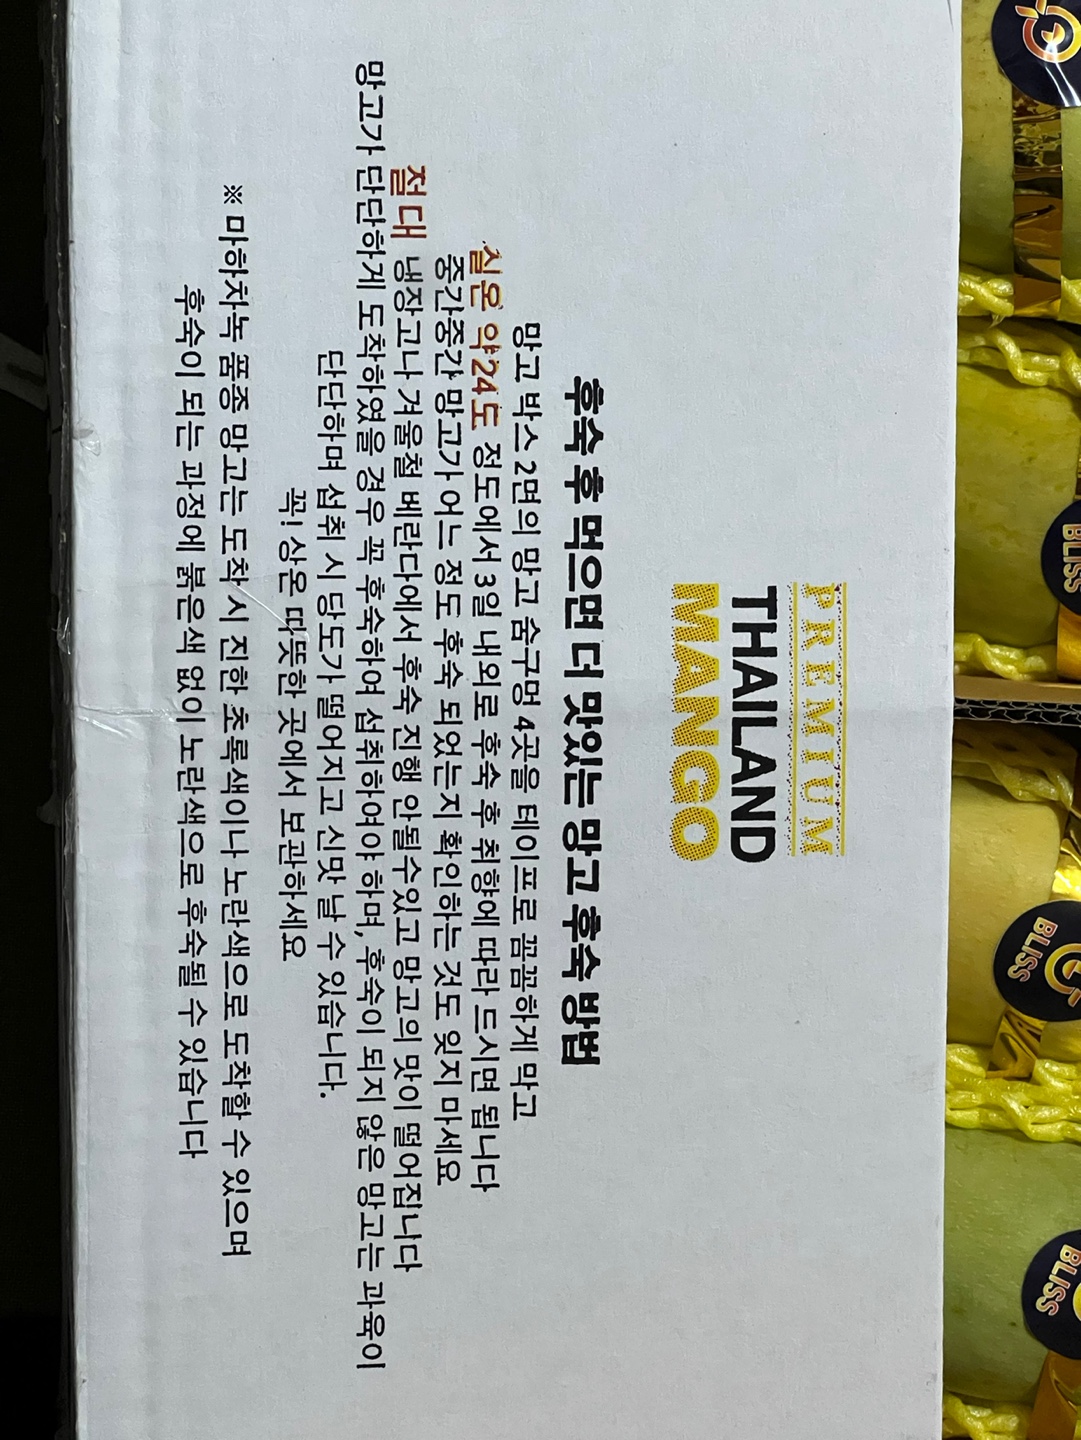 PREMIUM
THAILAND
MANGO
후숙 후 먹으면 더 맛있는 망고 후숙 방법
망고 박스 2면의 망고 숨구멍 4곳을 테이프로 꼼꼼하게 막고
실온 약24도 정도에서 3일 내외로 후숙 후 취향에 따라 드시면 됩니다
중간중간 망고가 어느 정도 후숙 되었는지 확인하는 것도 잊지 마세요
절대 냉장고나 겨울철 베란다에서 후숙 진행 안될수있고 망고의 맛이 떨어집니다
망고가 단단하게 도착하였을 경우 꼭 후숙하여 섭취하여야 하며, 후숙이 되지 않은 망고는 과육이
단단하며 섭취 시 당도가 떨어지고 신맛 날 수 있습니다.
꼭! 상온 따뜻한 곳에서 보관하세요
※ 마하차녹 품종 망고는 도착 시 진한 초록색이나 노란색으로 도착할 수 있으며
후숙이 되는 과정에 붉은색 없이 노란색으로 후숙될 수 있습니다
BLISS
BLISS
BLISS